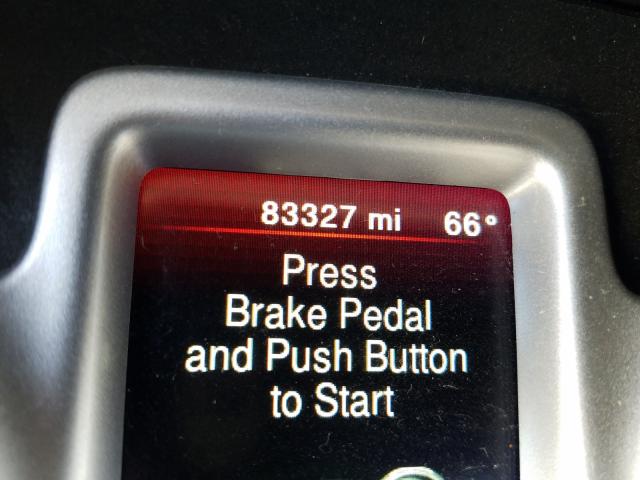 83327 mi 66°
Press
Brake Pedal
and Push Button
to Start